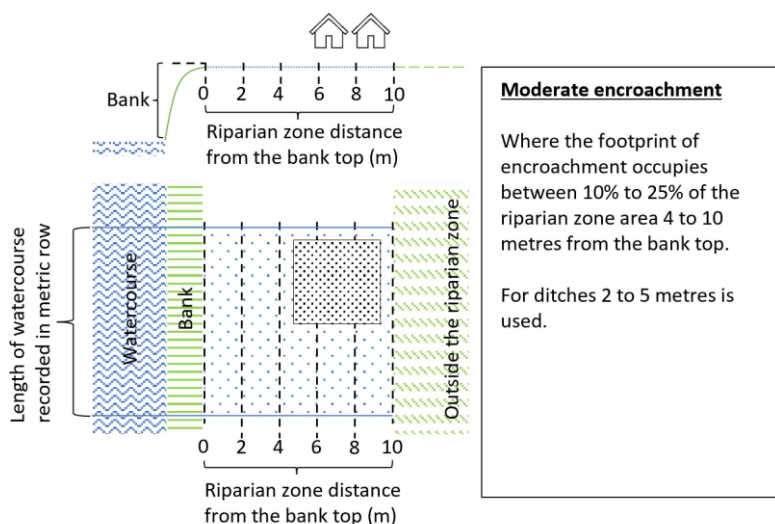 Bank
0 2 4 6 8 10
Riparian zone distance
from the bank top (m)
Length of watercourse
recorded in metric row
Watercourse
Bank
Outside the riparian zone
0 2 4 6 8 10
Riparian zone distance
from the bank top (m)
Moderate encroachment
Where the footprint of
encroachment occupies
between 10% to 25% of the
riparian zone area 4 to 10
metres from the bank top.
For ditches 2 to 5 metres is
used.